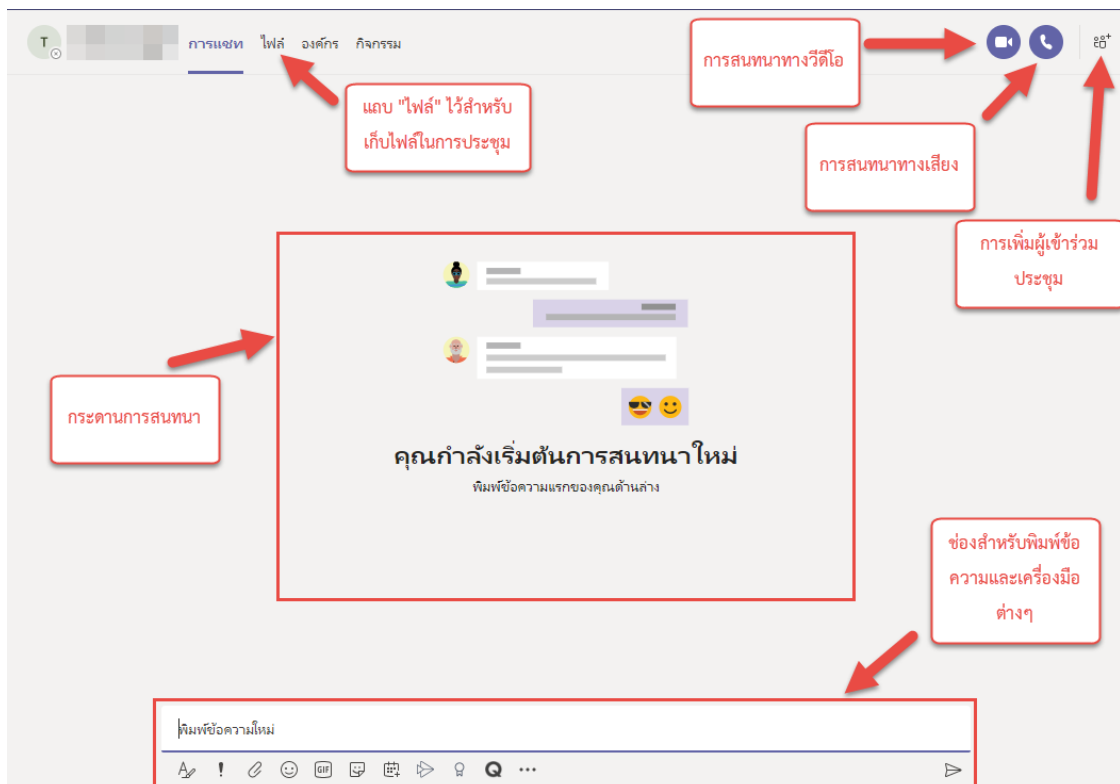 T
การแชท ไฟล์ องค์กร กิจกรรม
การสนทนาทางวีดีโอ
แถบ "ไฟล์" ไว้สำหรับ
เก็บไฟล์ในการประชุม
การสนทนาทางเสียง
การเพิ่มผู้เข้าร่วม
ประชุม
กระดานการสนทนา
คุณกำลังเริ่มต้นการสนทนาใหม่
พิมพ์ข้อความแรกของคุณด้านล่าง
ช่องสำหรับพิมพ์ข้อ
ความและเครื่องมือ
ต่างๆ
พิมพ์ข้อความใหม่
GIF